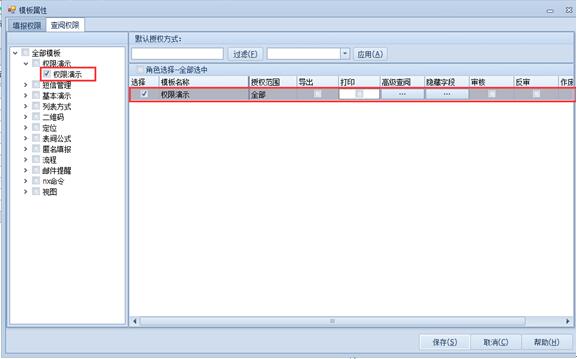 模板属性
填报权限 查阅权限
全部模板
权限演示
权限演示
短信管理
基本演示
列表方式
二维码
定位
表间公式
匿名填报
流程
邮件提醒
nx命令
视图
默认授权方式：
过滤(F) 应用(A)
角色选择--全部选中
选择 模板名称 授权范围 导出 打印 高级查阅 隐藏字段 审核 反审 作废
权限演示 全部 ... ...
保存(S) 取消(C) 帮助(H)